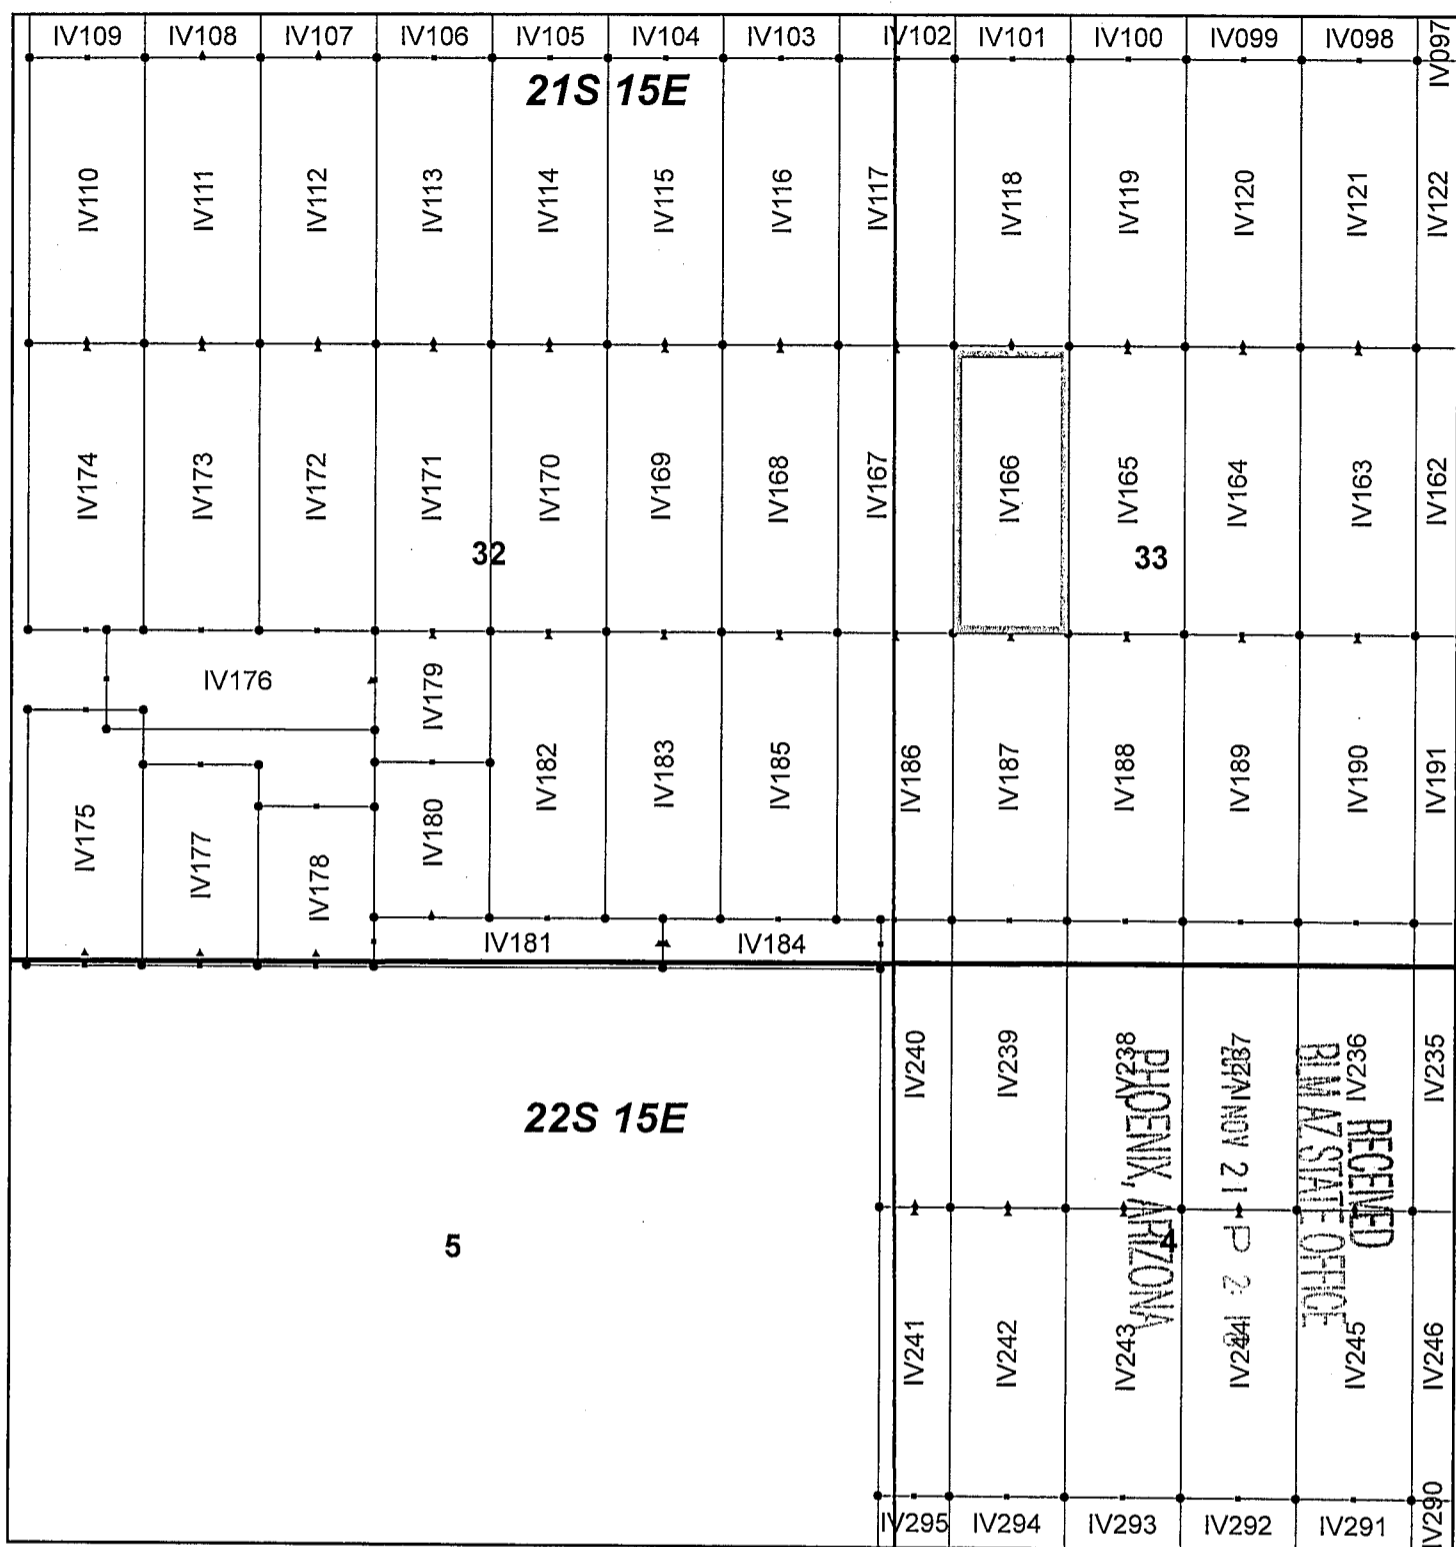 IV109 IV108 IV107 IV106 IV105 IV104 IV103 IV102 IV101 IV100 IV099 IV098 IV097
21S 15E
IV110 IV111 IV112 IV113 IV114 IV115 IV116 IV117 IV118 IV119 IV120 IV121 IV122
IV174 IV173 IV172 IV171 IV170 IV169 IV168 IV167 IV166 IV165 IV164 IV163 IV162
32 33
IV176 IV179
IV175 IV177 IV178 IV180 IV182 IV183 IV185 IV186 IV187 IV188 IV189 IV190 IV191
IV181 IV184
IV240 IV239 IV238 IV237 IV236 IV235
22S 15E
RECEIVED
BLM AZ STATE OFFICE
NOV 21 P 2:
PHOENIX, ARIZONA
5 4
IV241 IV242 IV243 IV244 IV245 IV246
IV295 IV294 IV293 IV292 IV291 IV290